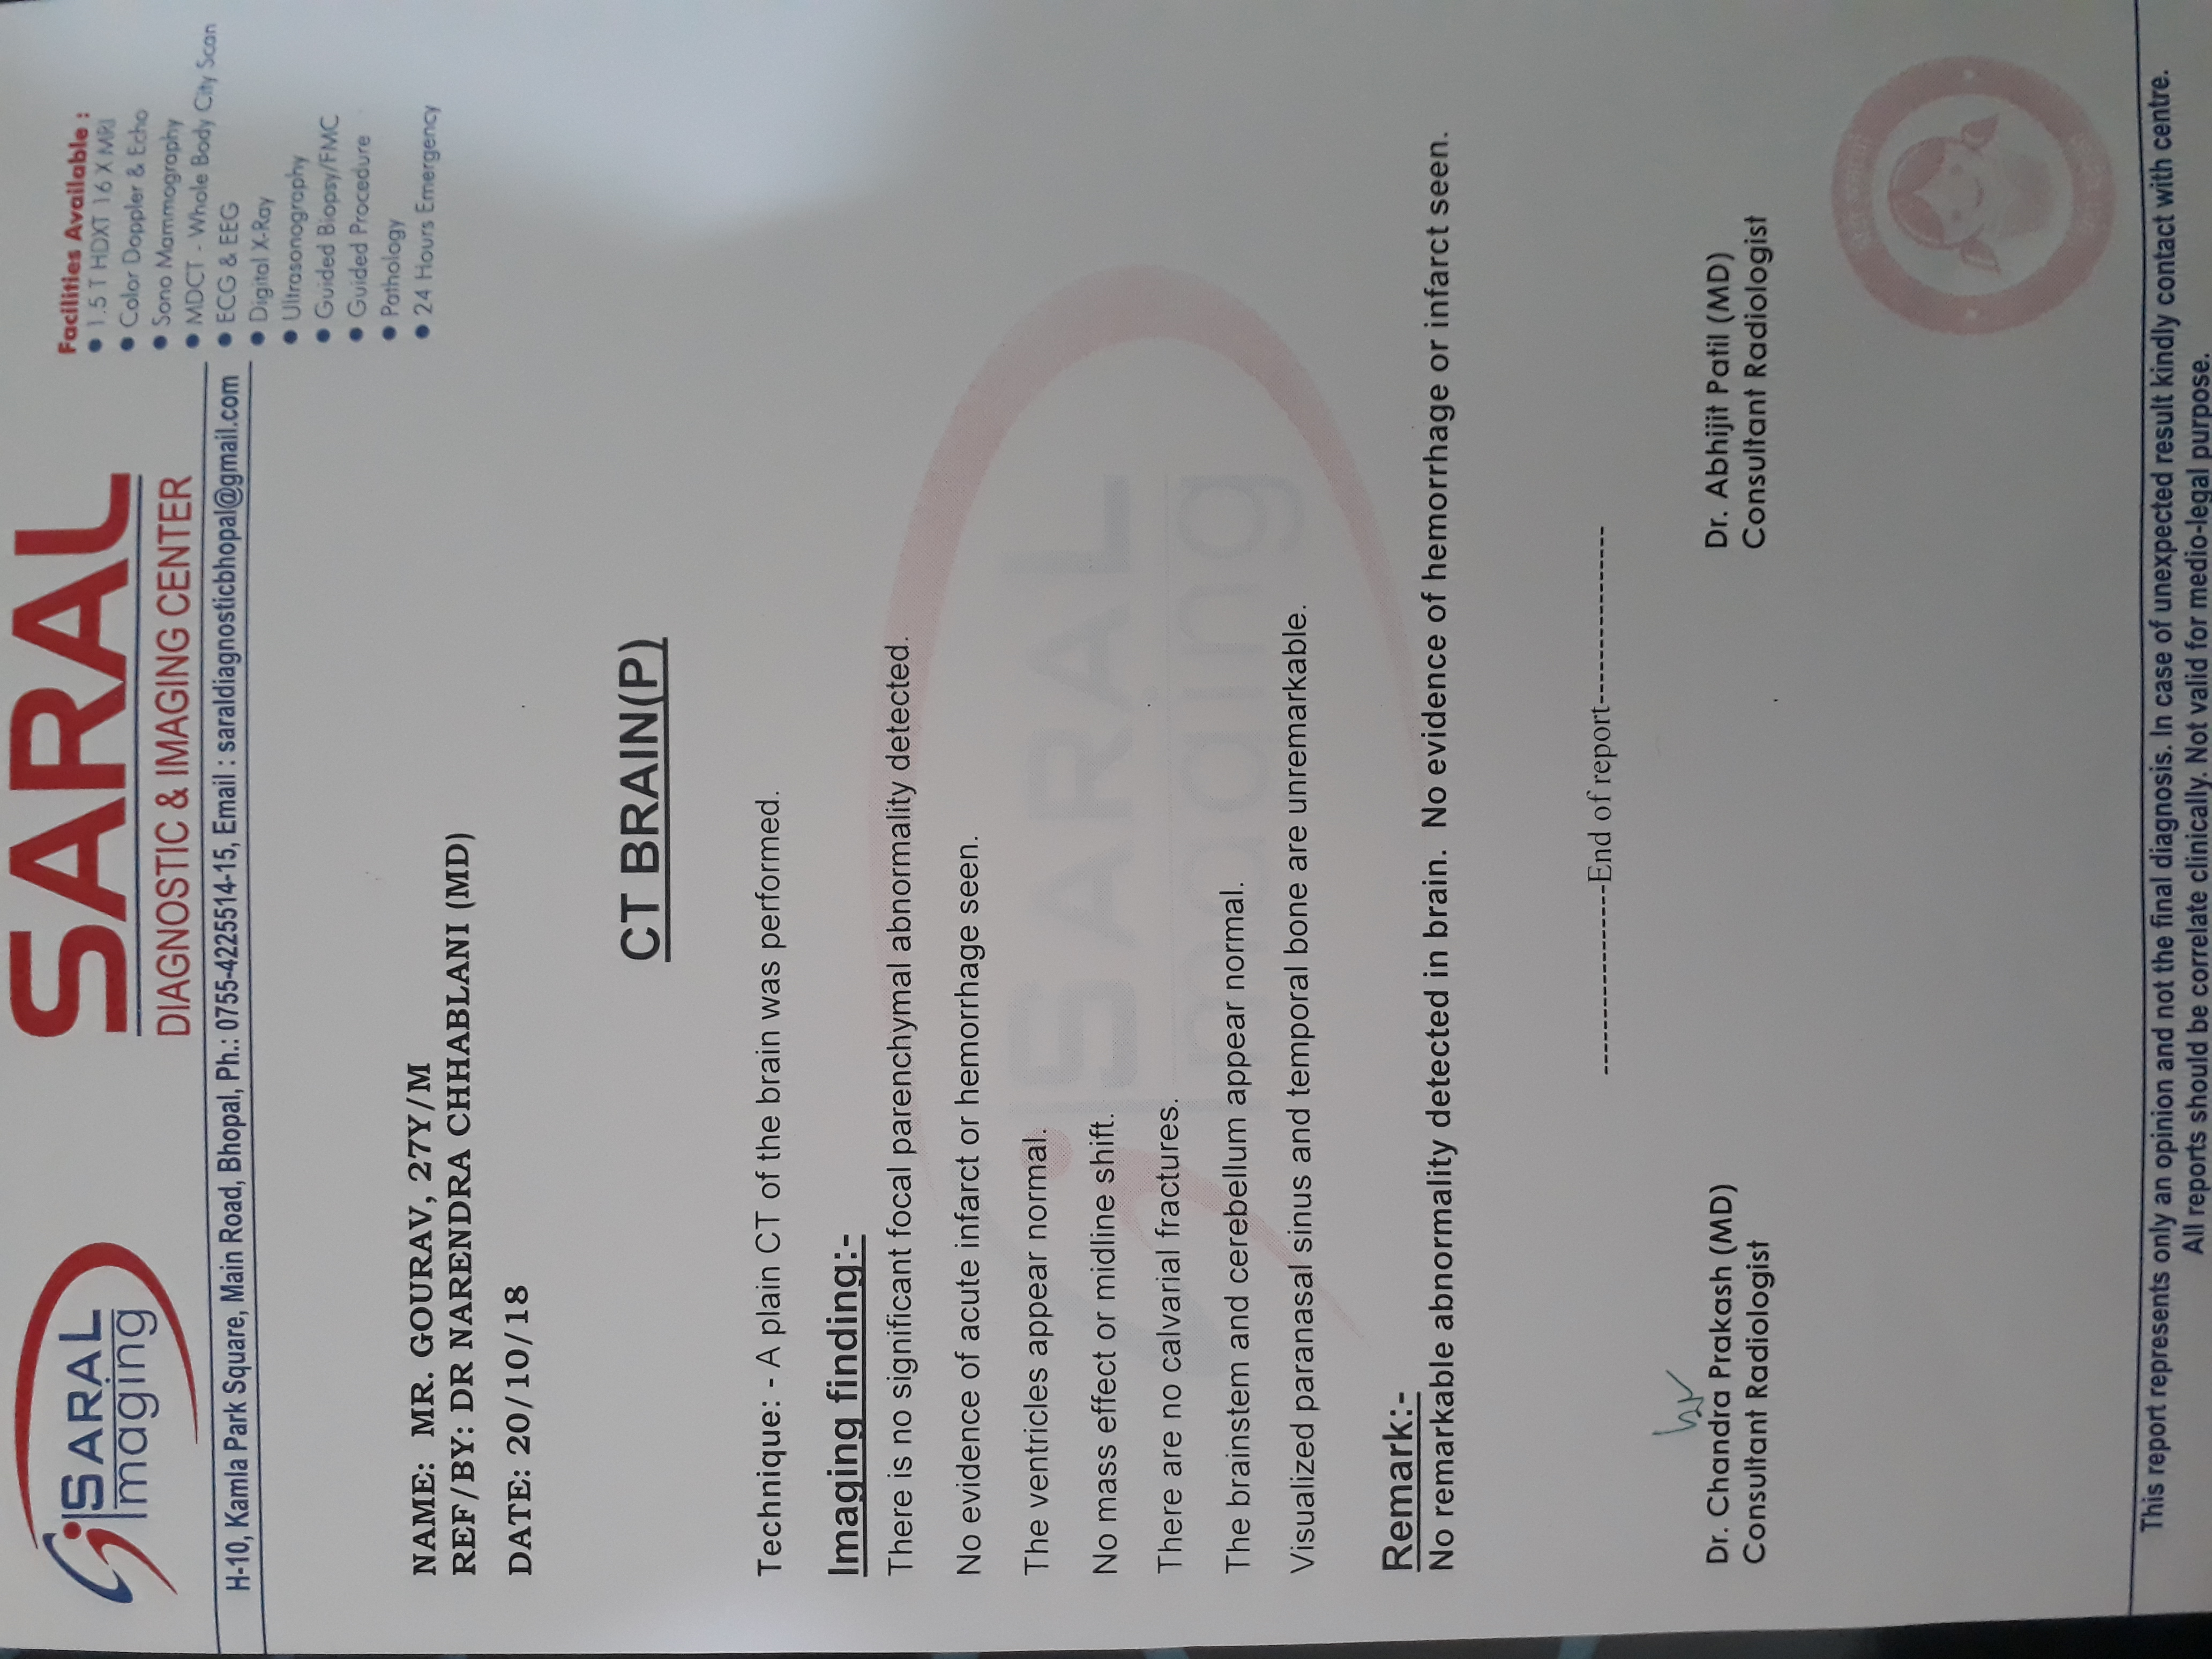 SARAL
imaging
SARAL
DIAGNOSTIC & IMAGING CENTER
H-10, Kamla Park Square, Main Road, Bhopal, Ph.: 0755-4225514-15, Email : saraldiagnosticbhopal@gmail.com
Facilities Available :
● 1.5 T HDXT 16 X MRI
● Color Doppler & Echo
● Sono Mammography
● MDCT - Whole Body City Scan
● ECG & EEG
● Digital X-Ray
● Ultrasonography
● Guided Biopsy/FMC
● Guided Procedure
● Pathology
● 24 Hours Emergency
NAME: MR. GOURAV, 27Y/M
REF/BY: DR NARENDRA CHHABLANI (MD)
DATE: 20/10/18
CT BRAIN(P)
Technique: - A plain CT of the brain was performed.
Imaging finding:-
There is no significant focal parenchymal abnormality detected.
No evidence of acute infarct or hemorrhage seen.
The ventricles appear normal.
No mass effect or midline shift.
There are no calvarial fractures.
The brainstem and cerebellum appear normal.
Visualized paranasal sinus and temporal bone are unremarkable.
SARAL
imaging
Remark:-
No remarkable abnormality detected in brain. No evidence of hemorrhage or infarct seen.
-----------------End of report----------------
Dr. Chandra Prakash (MD)
Consultant Radiologist
Dr. Abhijit Patil (MD)
Consultant Radiologist
This report represents only an opinion and not the final diagnosis. In case of unexpected result kindly contact with centre.
All reports should be correlate clinically. Not valid for medio-legal purpose.